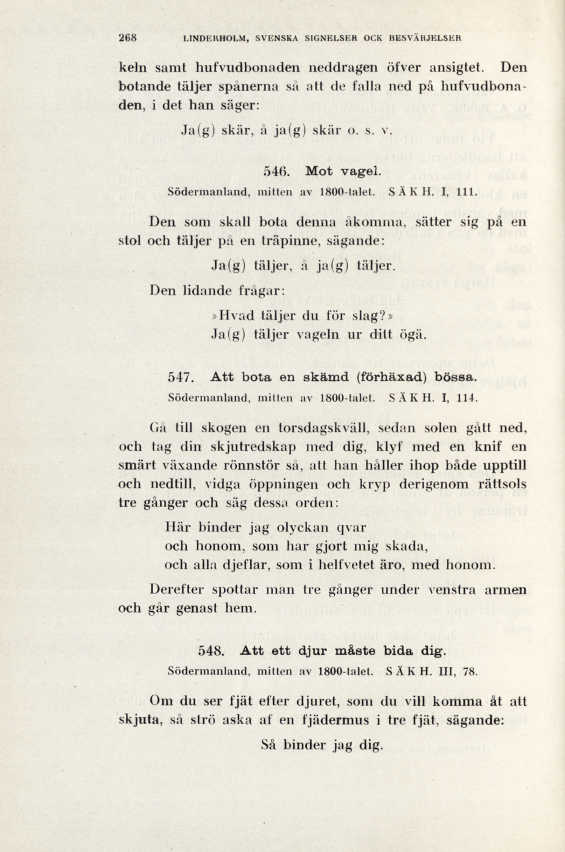 268 LINDERHOLM, SVENSKA SIGNELSER OCK BESVÄRJELSER
keln samt hufvudbonaden neddragen öfver ansigtet. Den
botande täljer spånerna så att de falla ned på hufvudbona-
den, i det han säger:
Ja(g) skär, å ja(g) skär o. s. v.
546. Mot vagel.
Södermanland, mitten av 1800-talet. S Ä K H. I, 111.
Den som skall bota denna åkomma, sätter sig på en
stol och täljer på en träpinne, sägande:
Ja(g) täljer, å ja(g) täljer.
Den lidande frågar:
»Hvad täljer du för slag?»
Ja(g) täljer vageln ur ditt ögä.
547. Att bota en skämd (förhäxad) bössa.
Södermanland, mitten av 1800-talet. S Ä K H. I, 114.
Gå till skogen en torsdagskväll, sedan solen gått ned,
och tag din skjutredskap med dig, klyf med en knif en
smärt växande rönnstör så, att han håller ihop både upptill
och nedtill, vidga öppningen och kryp derigenom rättsols
tre gånger och säg dessa orden:
Här binder jag olyckan qvar
och honom, som har gjort mig skada,
och alla djeflar, som i helfvetet äro, med honom.
Derefter spottar man tre gånger under venstra armen
och går genast hem.
548. Att ett djur måste bida dig.
Södermanland, mitten av 1800-talet. S Ä K H. III, 78.
Om du ser fjät efter djuret, som du vill komma åt att
skjuta, så strö aska af en fjädermus i tre fjät, sägande:
Så binder jag dig.